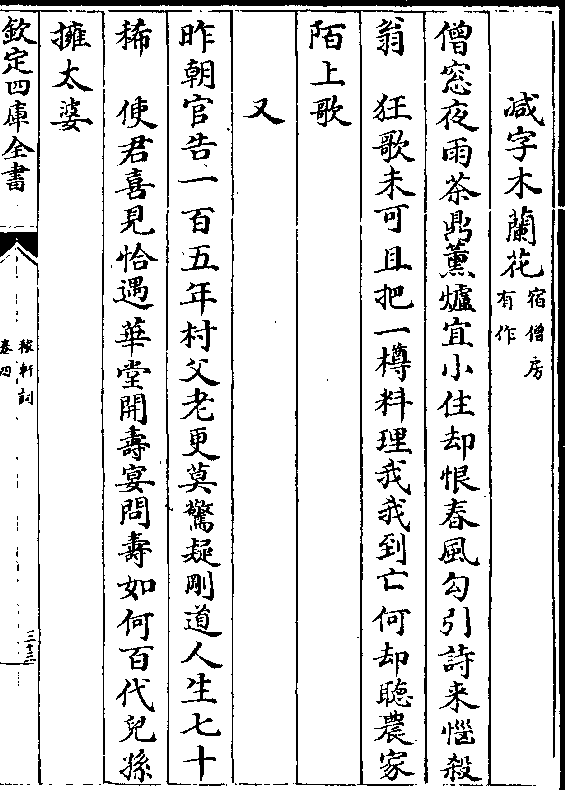 减字木蘭花宿僧房有作
僧窓夜雨茶鼎薰爐宜小住却恨春風勾引詩来惱殺
翁　狂歌未可且把一樽料理我我到亡何却聴農家
陌上歌
又
昨朝官告一百五年村父老更莫驚疑剛道人生七十
稀　使君喜見恰遇華堂開壽宴問壽如何百代兒孫
擁太婆
欽定四庫全書
稼軒詞
卷四
三十三